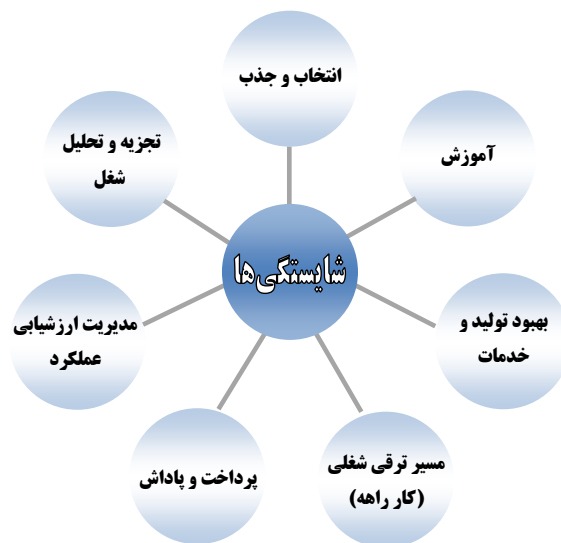 انتخاب و جذب
آموزش
تجزیه و تحلیل
شغل
شایستگی‌ها
بهبود تولید و
خدمات
مدیریت ارزشیابی
عملکرد
مسیر ترقی شغلی
(کار راهه)
پرداخت و پاداش